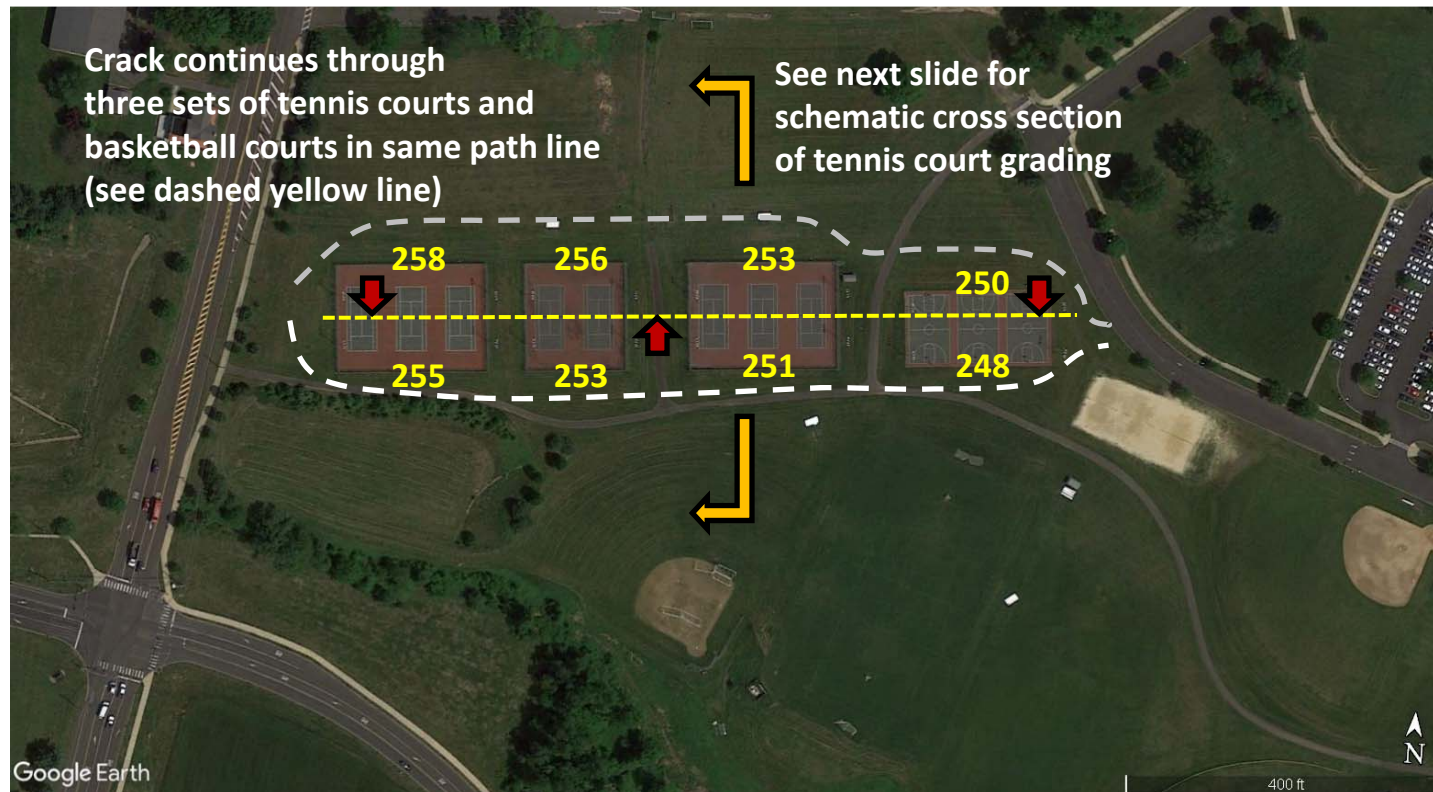 Crack continues through
three sets of tennis courts and
basketball courts in same path line
(see dashed yellow line)
See next slide for
schematic cross section
of tennis court grading
258
256
253
250
255
253
251
248
N
Google Earth
400 ft